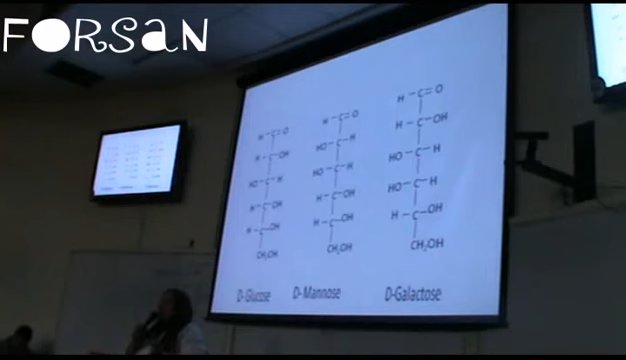 FORSAN
H-C=O
H-C-OH
HO-C-H
H-C-OH
H-C-OH
CH₂OH
D-Glucose
H-C=O
HO-C-H
HO-C-H
H-C-OH
H-C-OH
CH₂OH
D-Mannose
H-C=O
H-C-OH
HO-C-H
HO-C-H
H-C-OH
CH₂OH
D-Galactose